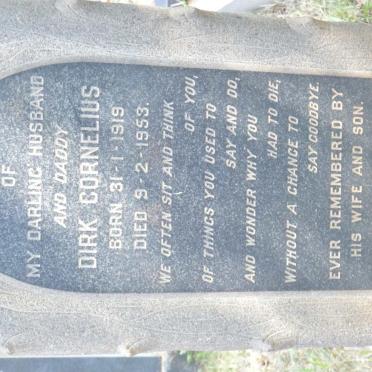 OF
MY DARLING HUSBAND
AND DADDY
DIRK CORNELIUS
BORN 31-1-1919
DIED 9-2-1953.
WE OFTEN SIT AND THINK
OF YOU,
OF THINGS YOU USED TO
SAY AND DO,
AND WONDER WHY YOU
HAD TO DIE,
WITHOUT A CHANCE TO
SAY GOODBYE.
EVER REMEMBERED BY
HIS WIFE AND SON.